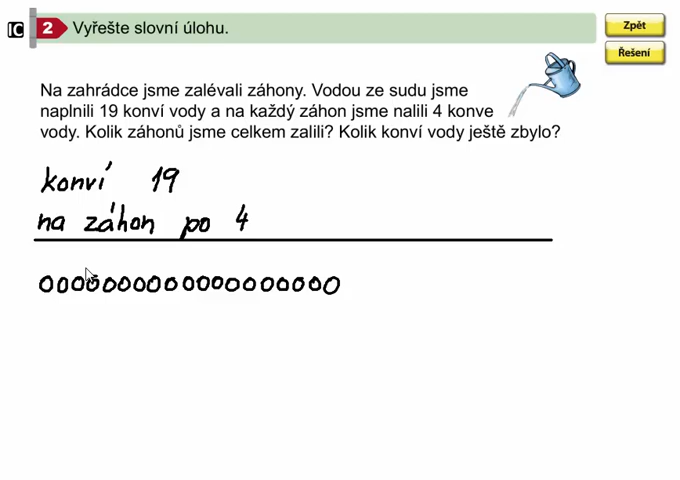 2 Vyřešte slovní úlohu.
Zpět
Řešení
Na zahrádce jsme zalévali záhony. Vodou ze sudu jsme
naplnili 19 konví vody a na každý záhon jsme nalili 4 konve
vody. Kolik záhonů jsme celkem zalili? Kolik konví vody ještě zbylo?
konví 19
na záhon po 4